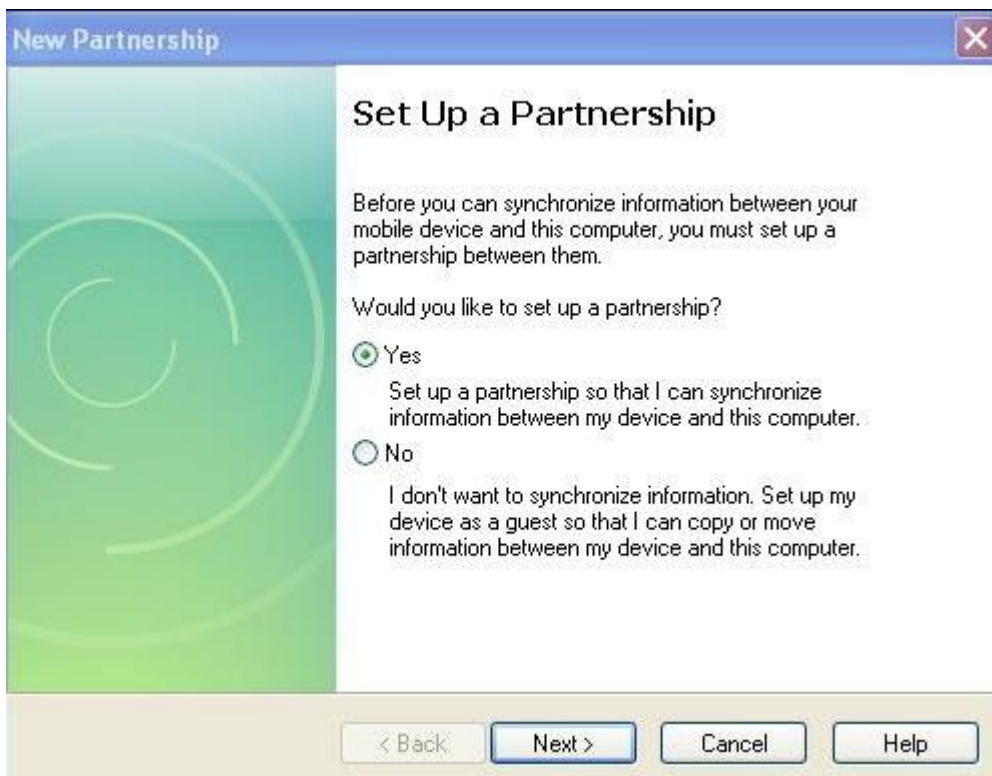 New Partnership
Set Up a Partnership
Before you can synchronize information between your
mobile device and this computer, you must set up a
partnership between them.
Would you like to set up a partnership?
Yes
Set up a partnership so that I can synchronize
information between my device and this computer.
No
I don't want to synchronize information. Set up my
device as a guest so that I can copy or move
information between my device and this computer.
< Back
Next >
Cancel
Help